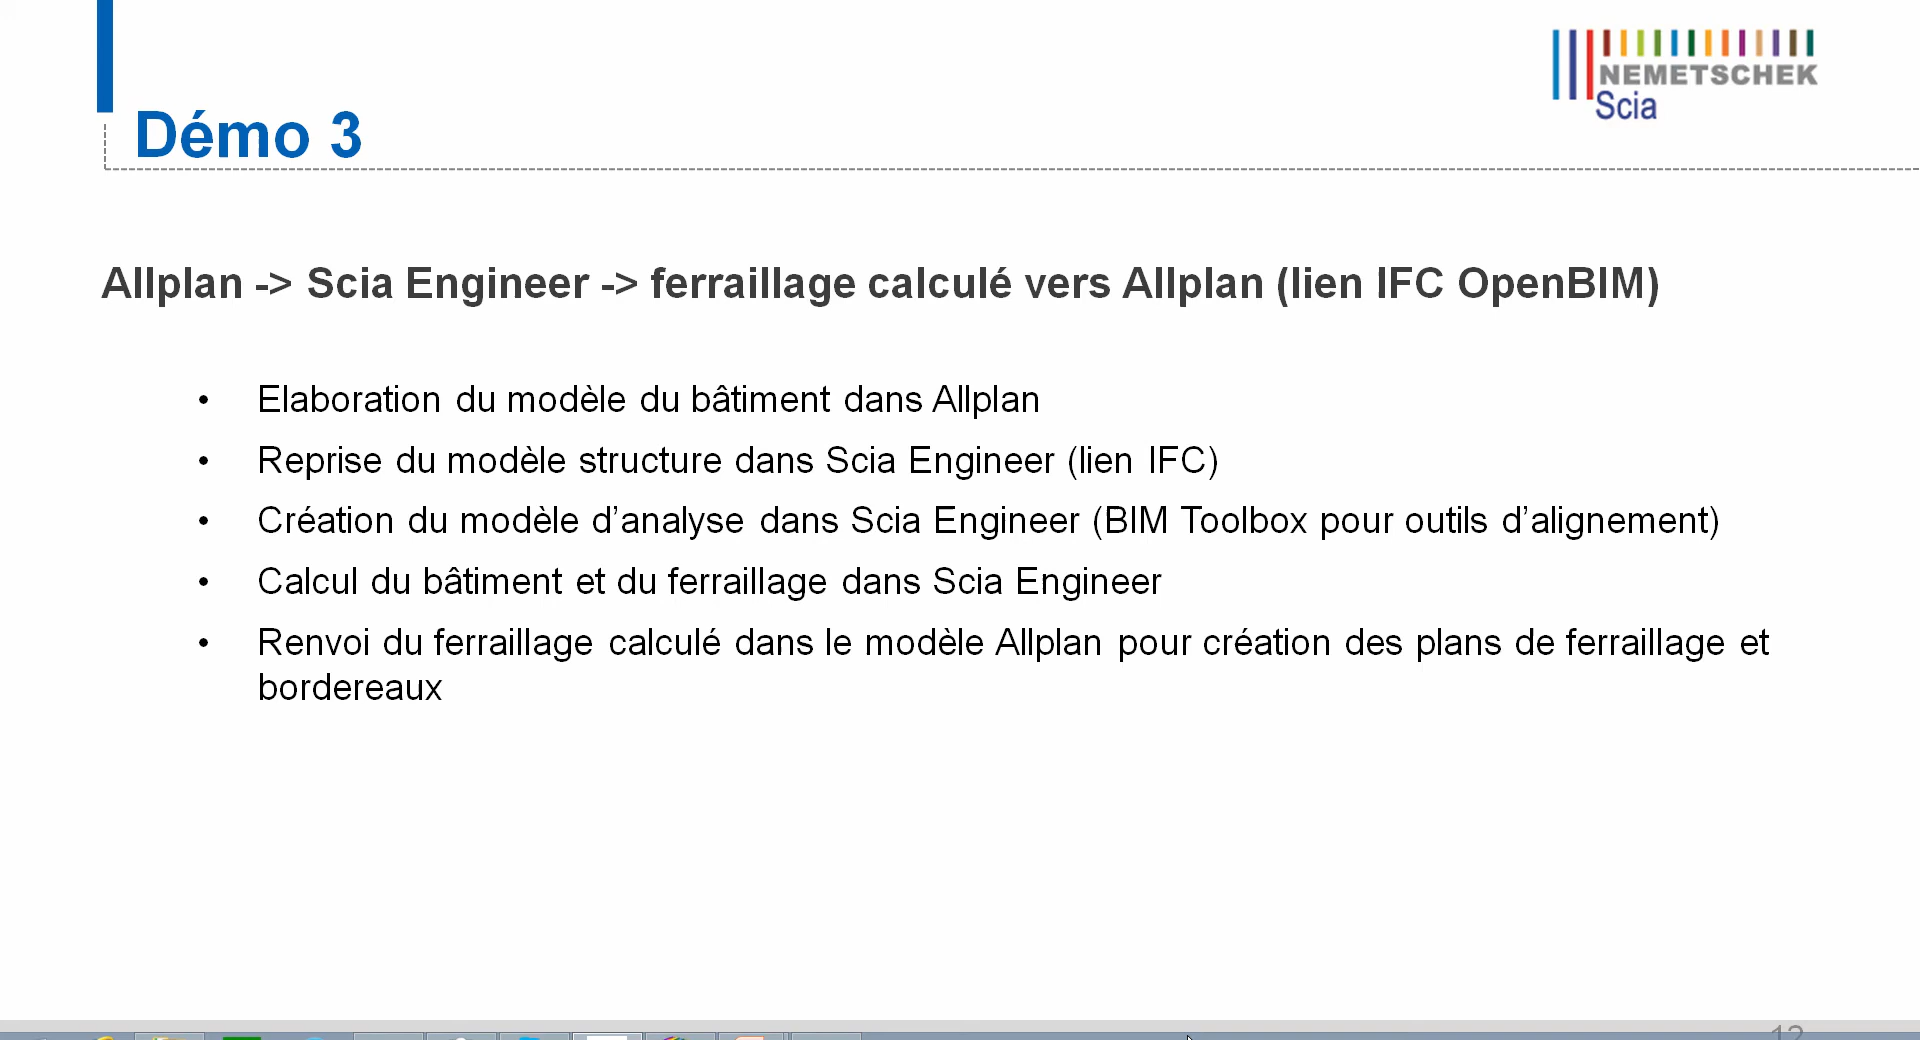 NEMETSCHEK
Scia
Démo 3
Allplan -> Scia Engineer -> ferraillage calculé vers Allplan (lien IFC OpenBIM)
• Elaboration du modèle du bâtiment dans Allplan
• Reprise du modèle structure dans Scia Engineer (lien IFC)
• Création du modèle d’analyse dans Scia Engineer (BIM Toolbox pour outils d’alignement)
• Calcul du bâtiment et du ferraillage dans Scia Engineer
• Renvoi du ferraillage calculé dans le modèle Allplan pour création des plans de ferraillage et
bordereaux
12